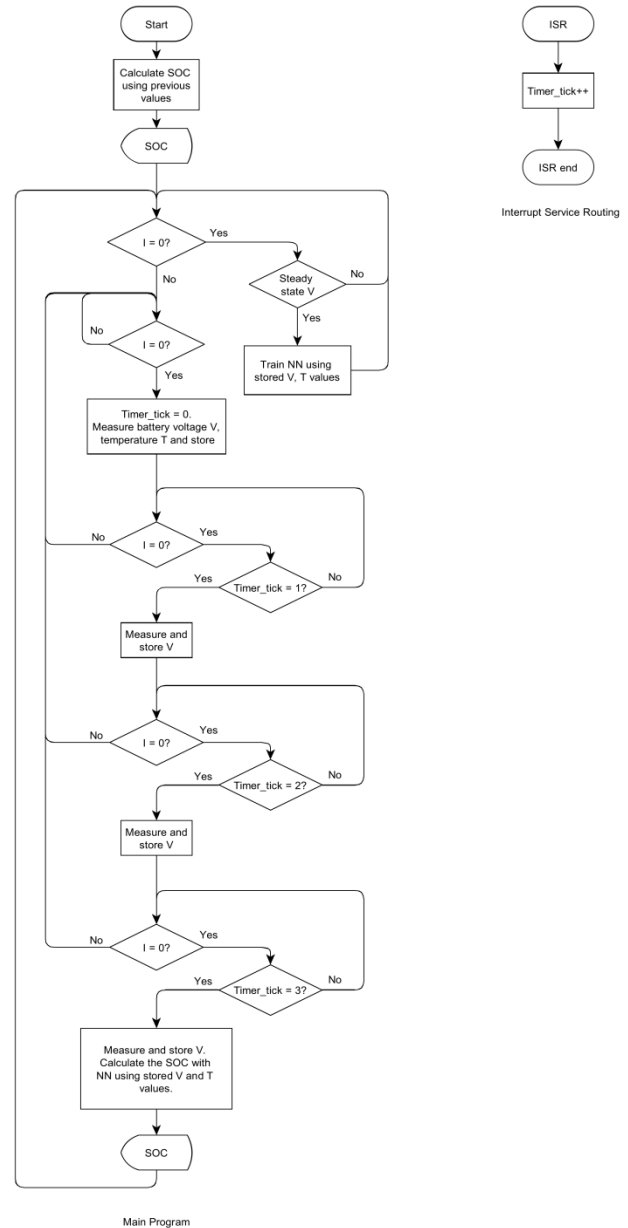 Start
Calculate SOC
using previous
values
SOC
I = 0?
Yes
No
Steady
state V
No
Yes
Train NN using
stored V, T values
I = 0?
No
Yes
Timer_tick = 0.
Measure battery voltage V,
temperature T and store
I = 0?
No
Yes
Timer_tick = 1?
Yes
No
Measure and
store V
I = 0?
No
Yes
Timer_tick = 2?
Yes
No
Measure and
store V
I = 0?
No
Yes
Timer_tick = 3?
Yes
No
Measure and store V.
Calculate the SOC with
NN using stored V and T
values.
SOC
Main Program
ISR
Timer_tick++
ISR end
Interrupt Service Routing